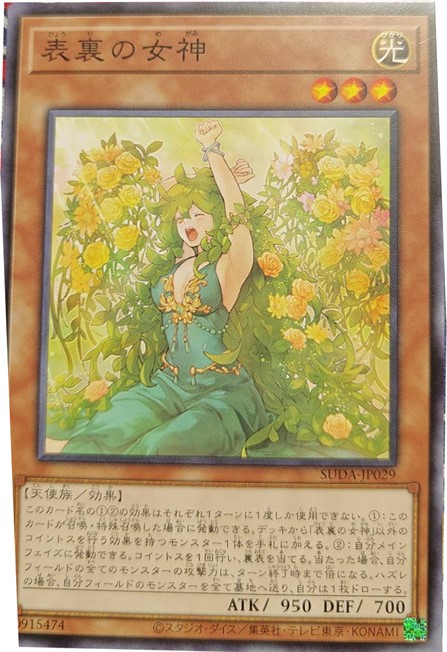 表裏の女神
光
SUDA-JP029
【天使族／効果】
このカード名の①②の効果はそれぞれ1ターンに1度しか使用できない。①：この
カードが召喚・特殊召喚した場合に発動できる。デッキから「表裏の女神」以外の
コイントスを行う効果を持つモンスター1体を手札に加える。②：自分メイン
フェイズに発動できる。コイントスを1回行い、裏表を当てる。当たった場合、自分
フィールドの全てのモンスターの攻撃力は、ターン終了時まで倍になる。ハズレ
の場合、自分フィールドのモンスターを全て墓地へ送り、自分は1枚ドローする。
ATK/ 950 DEF/ 700
0915474
©スタジオ・ダイス／集英社・テレビ東京・KONAMI